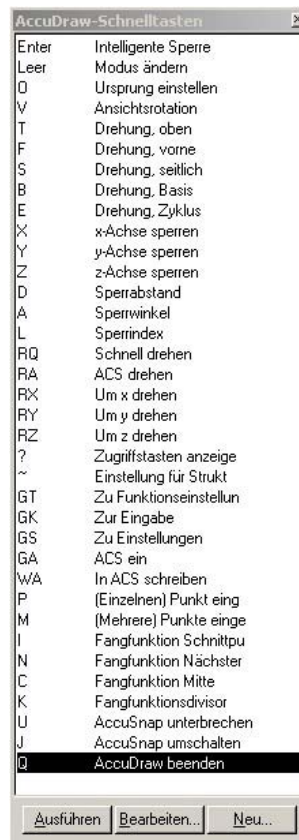 AccuDraw-Schnelltasten
Enter Intelligente Sperre
Leer Modus ändern
O Ursprung einstellen
V Ansichtsrotation
T Drehung, oben
F Drehung, vorne
S Drehung, seitlich
B Drehung, Basis
E Drehung, Zyklus
X x-Achse sperren
Y y-Achse sperren
Z z-Achse sperren
D Sperrabstand
A Sperrwinkel
L Sperrindex
RQ Schnell drehen
RA ACS drehen
RX Um x drehen
RY Um y drehen
RZ Um z drehen
? Zugriffstasten anzeige
~ Einstellung für Strukt
GT Zu Funktionseinstellun
GK Zur Eingabe
GS Zu Einstellungen
GA ACS ein
WA In ACS schreiben
P (Einzelnen) Punkt eing
M (Mehrere) Punkte einge
I Fangfunktion Schnittpu
N Fangfunktion Nächster
C Fangfunktion Mitte
K Fangfunktionsdivisor
U AccuSnap unterbrechen
J AccuSnap umschalten
Q AccuDraw beenden
Ausführen Bearbeiten... Neu...